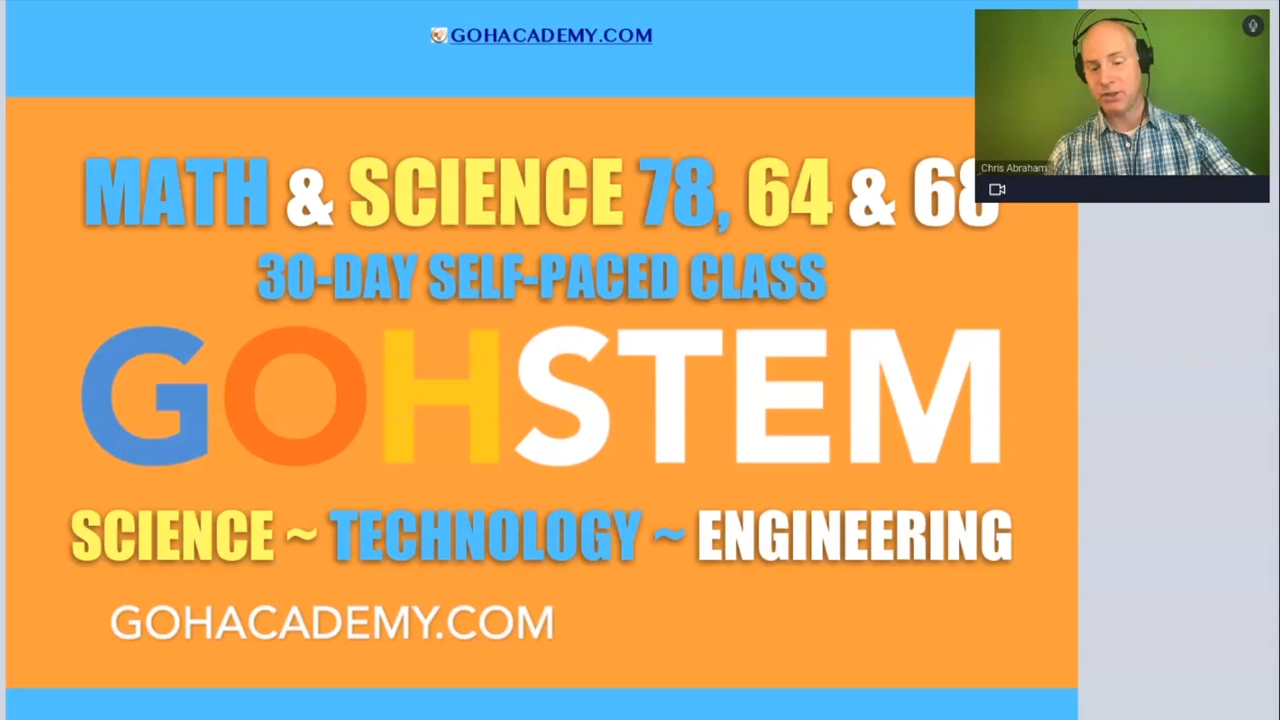 GOHACADEMY.COM
Chris Abraham
MATH & SCIENCE 78, 64 & 68
30-DAY SELF-PACED CLASS
GOHSTEM
SCIENCE ~ TECHNOLOGY ~ ENGINEERING
GOHACADEMY.COM